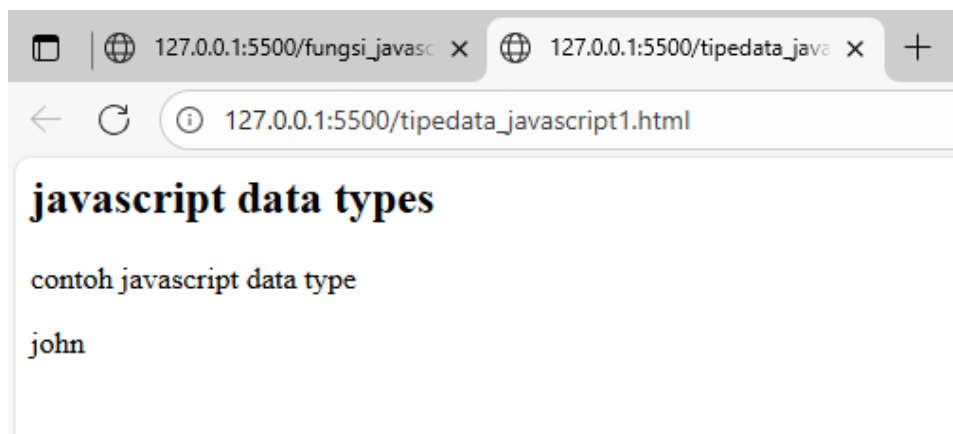 127.0.0.1:5500/fungsi_javasc
127.0.0.1:5500/tipedata_java
127.0.0.1:5500/tipedata_javascript1.html
javascript data types
contoh javascript data type
john